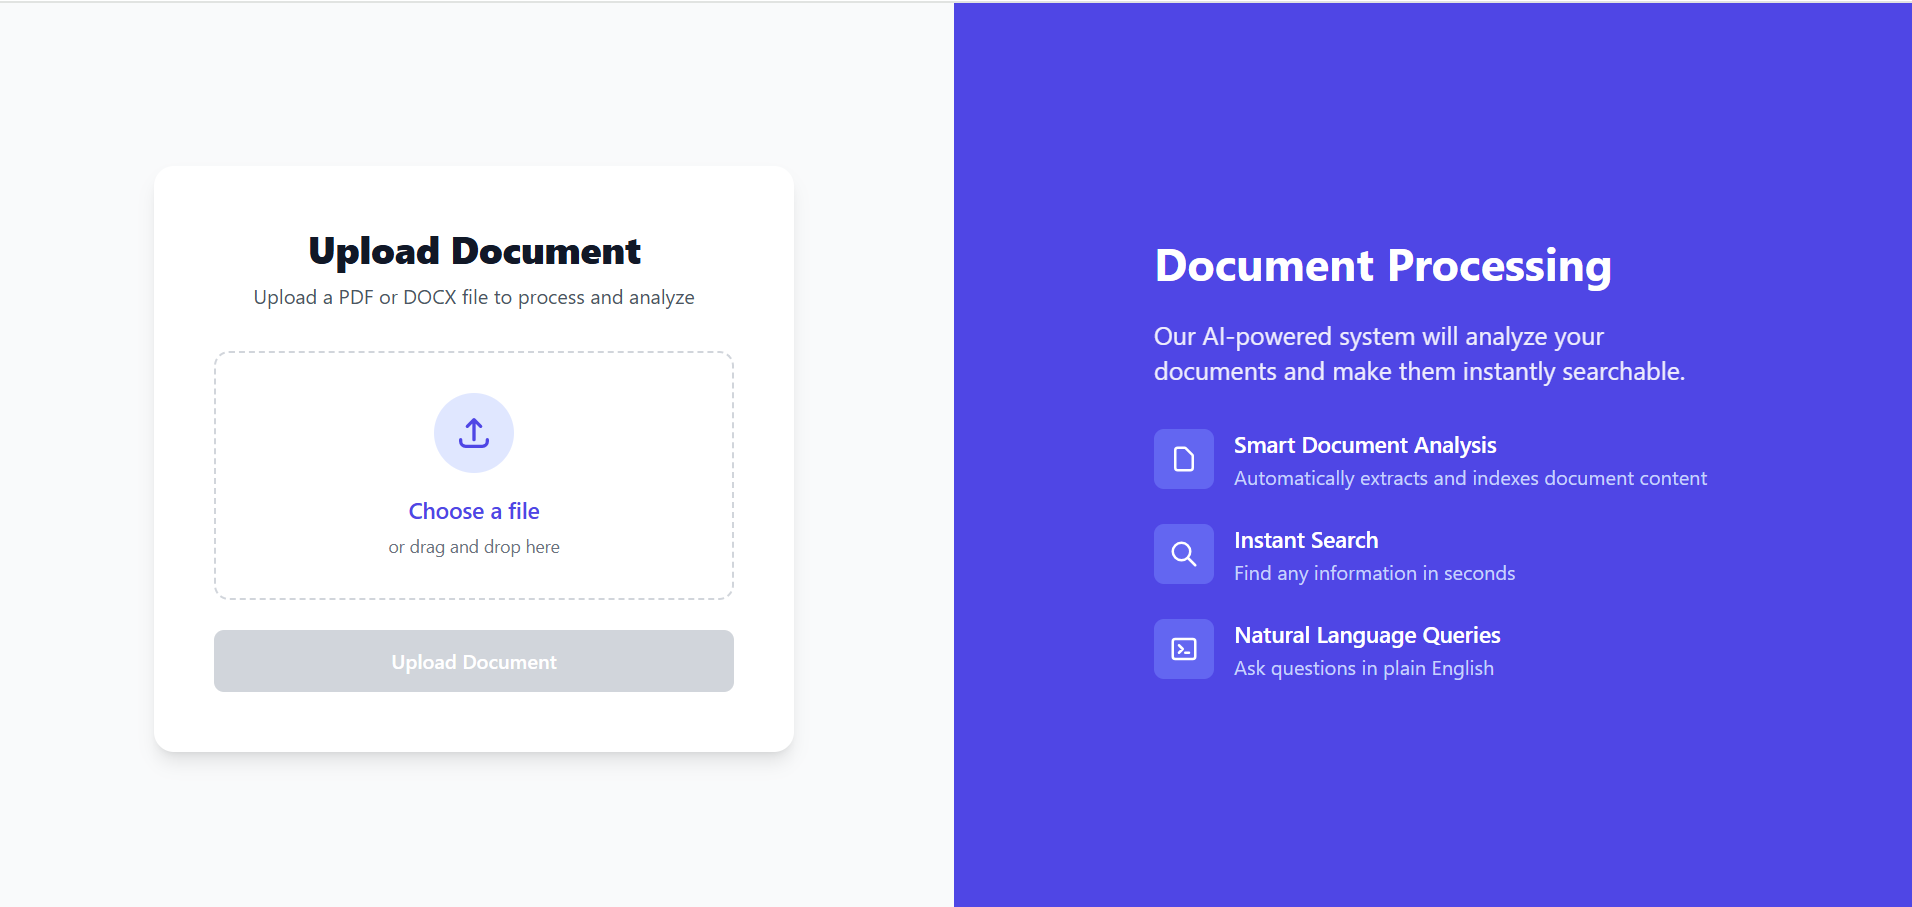 Upload Document
Upload a PDF or DOCX file to process and analyze
Choose a file
or drag and drop here
Upload Document
Document Processing
Our AI-powered system will analyze your
documents and make them instantly searchable.
Smart Document Analysis
Automatically extracts and indexes document content
Instant Search
Find any information in seconds
Natural Language Queries
Ask questions in plain English